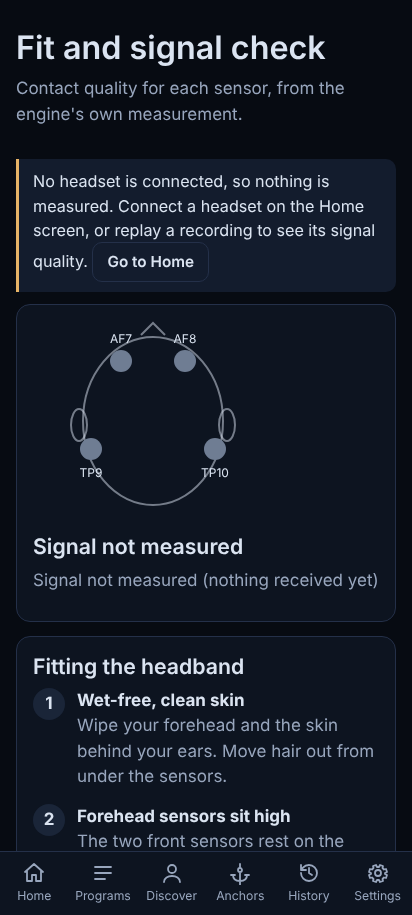 Fit and signal check
Contact quality for each sensor, from the
engine's own measurement.
No headset is connected, so nothing is
measured. Connect a headset on the Home
screen, or replay a recording to see its signal
quality. Go to Home
AF7 AF8
TP9 TP10
Signal not measured
Signal not measured (nothing received yet)
Fitting the headband
1 Wet-free, clean skin
Wipe your forehead and the skin
behind your ears. Move hair out from
under the sensors.
2 Forehead sensors sit high
The two front sensors rest on the
Home Programs Discover Anchors History Settings